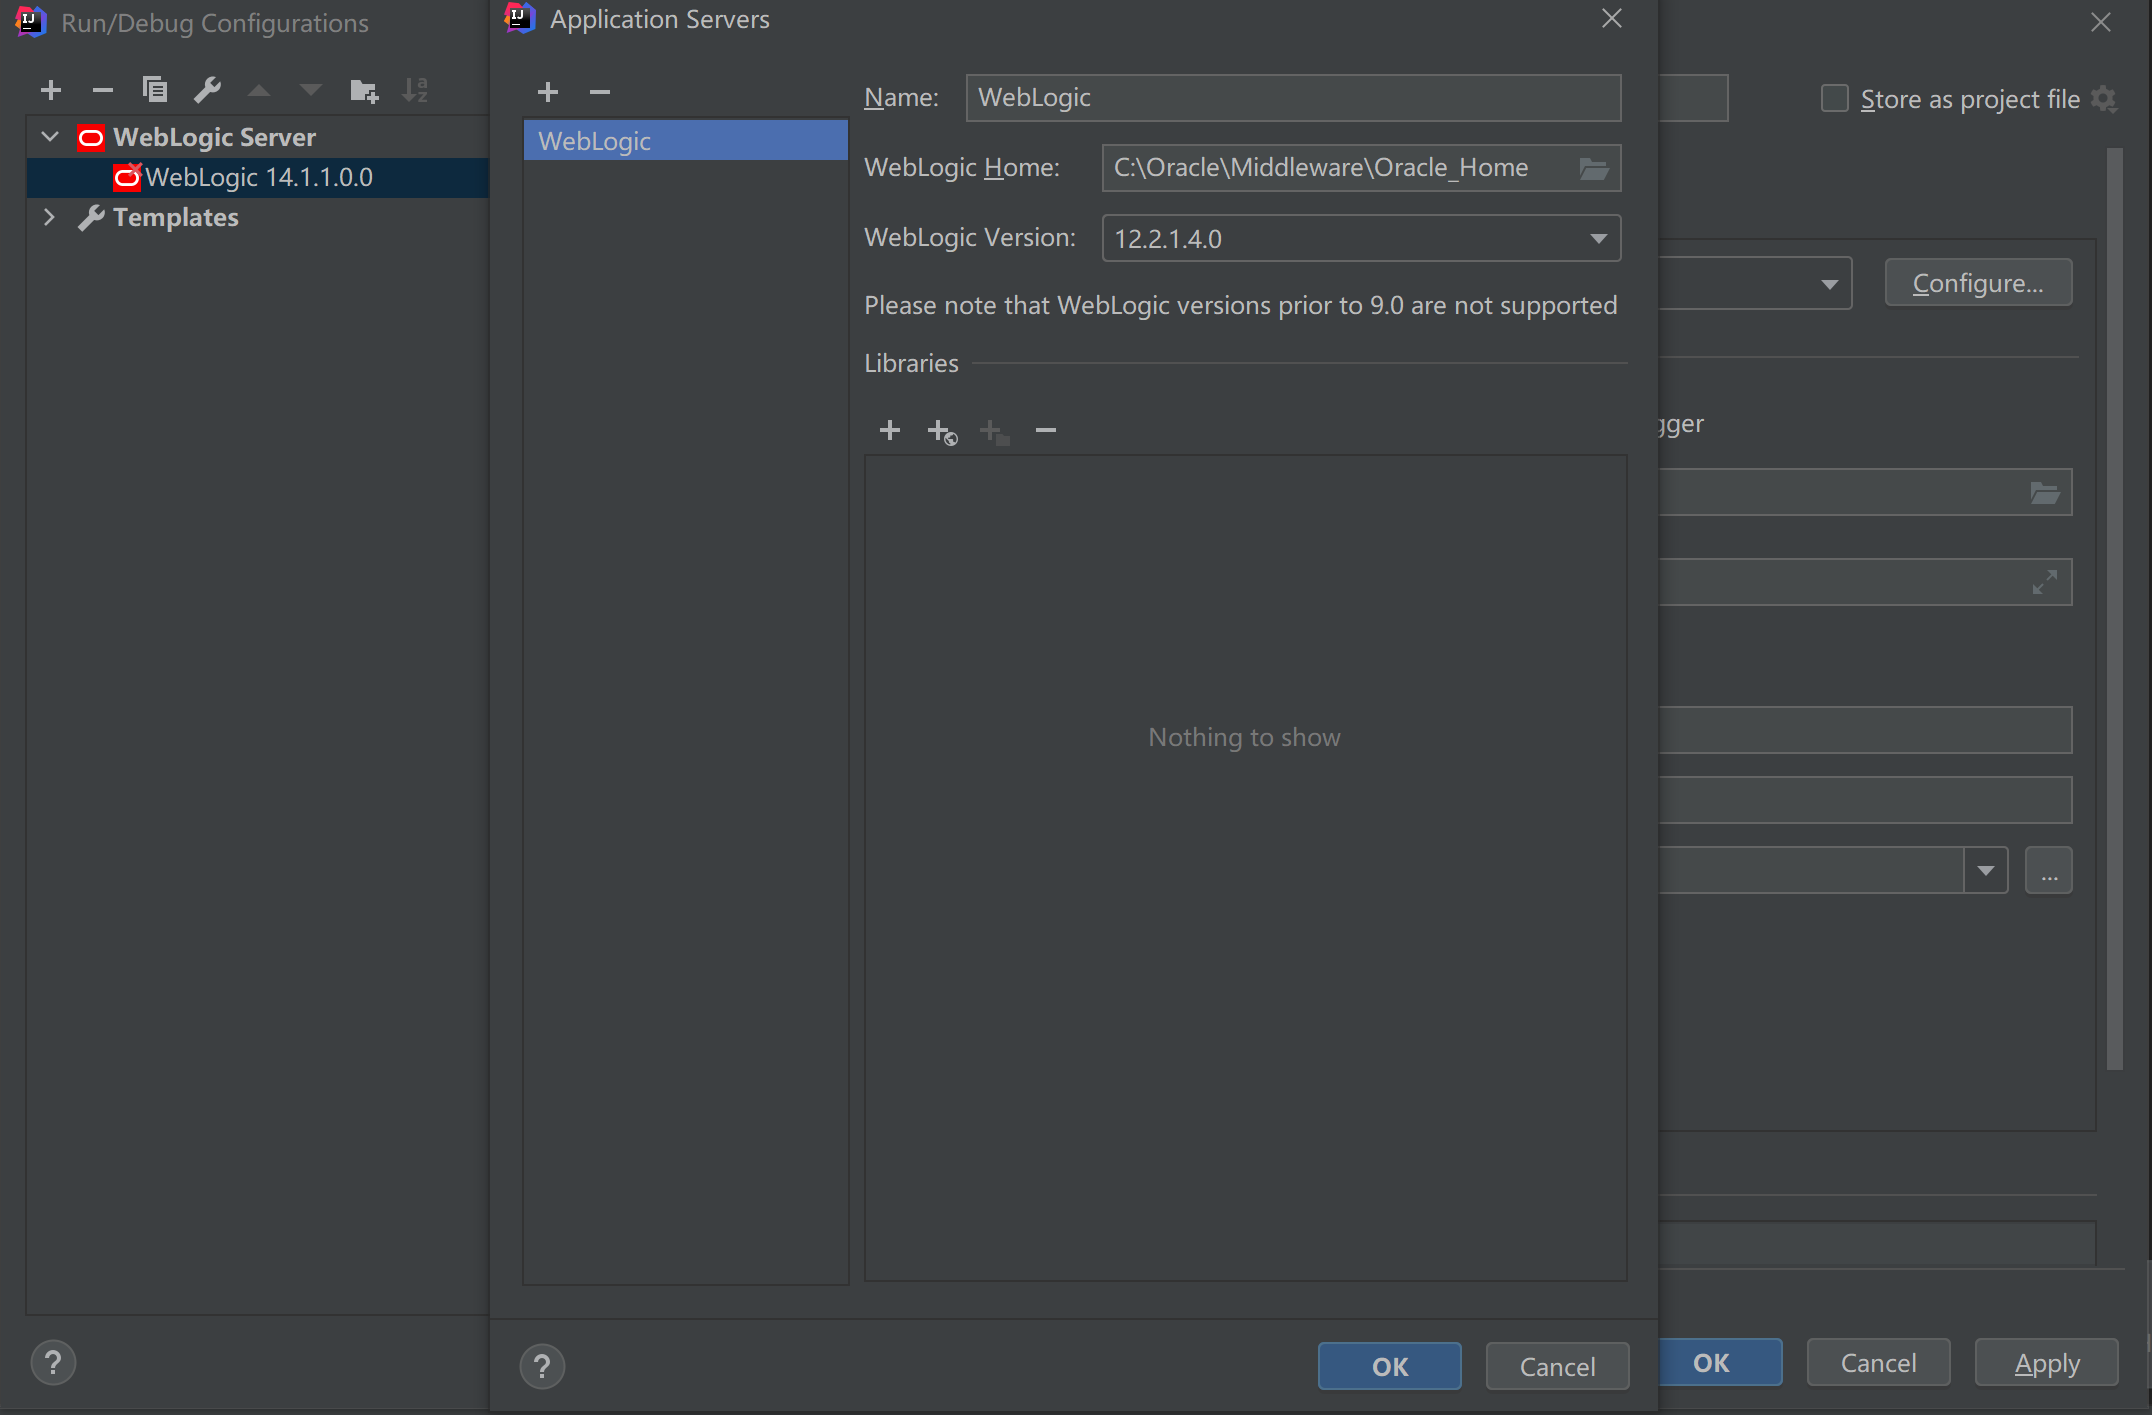 Run/Debug Configurations
WebLogic Server
WebLogic 14.1.1.0.0
Templates
Application Servers
WebLogic
Name: WebLogic
WebLogic Home: C:\Oracle\Middleware\Oracle_Home
WebLogic Version: 12.2.1.4.0
Please note that WebLogic versions prior to 9.0 are not supported
Libraries
Nothing to show
?
OK
Cancel
Store as project file
Configure...
gger
...
?
OK
Cancel
Apply